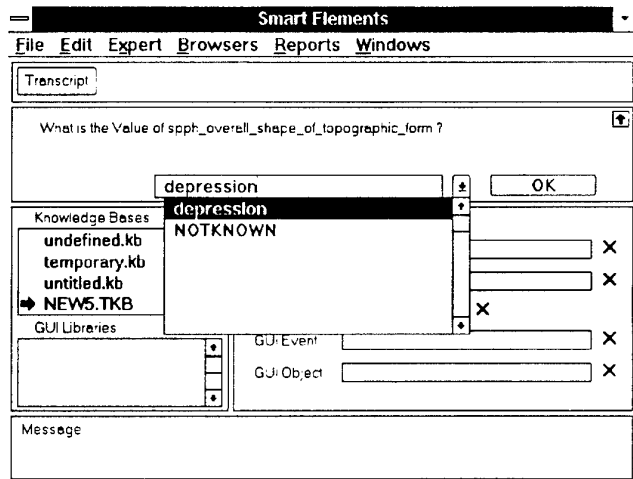 Smart Elements
File Edit Expert Browsers Reports Windows
Transcript
What is the Value of spph_overall_shape_of_topographic_form ?
depression
OK
depression
NOTKNOWN
Knowledge Bases
undefined.kb
temporary.kb
untitled.kb
NEW5.TKB
GUI Libraries
GUI Event
GUI Object
Message